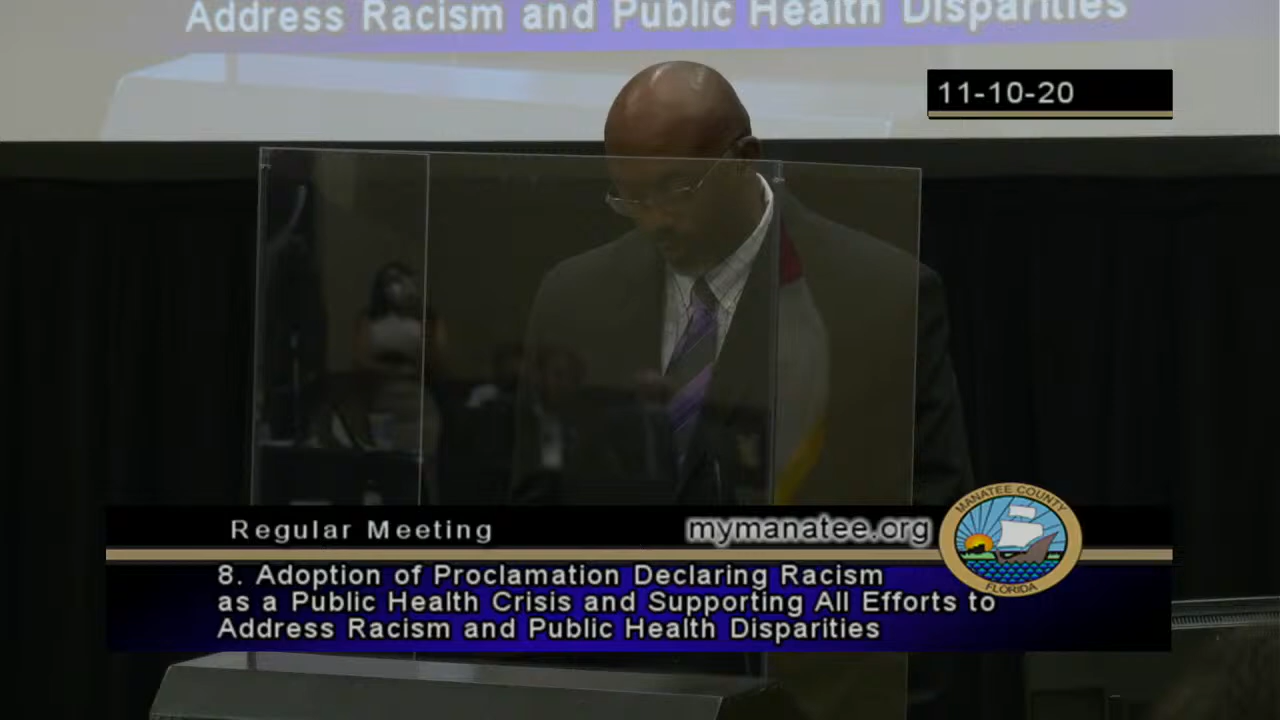 Address Racism and Public Health Disparities
11-10-20
Regular Meeting
mymanatee.org
MANATEE COUNTY
FLORIDA
8. Adoption of Proclamation Declaring Racism
as a Public Health Crisis and Supporting All Efforts to
Address Racism and Public Health Disparities